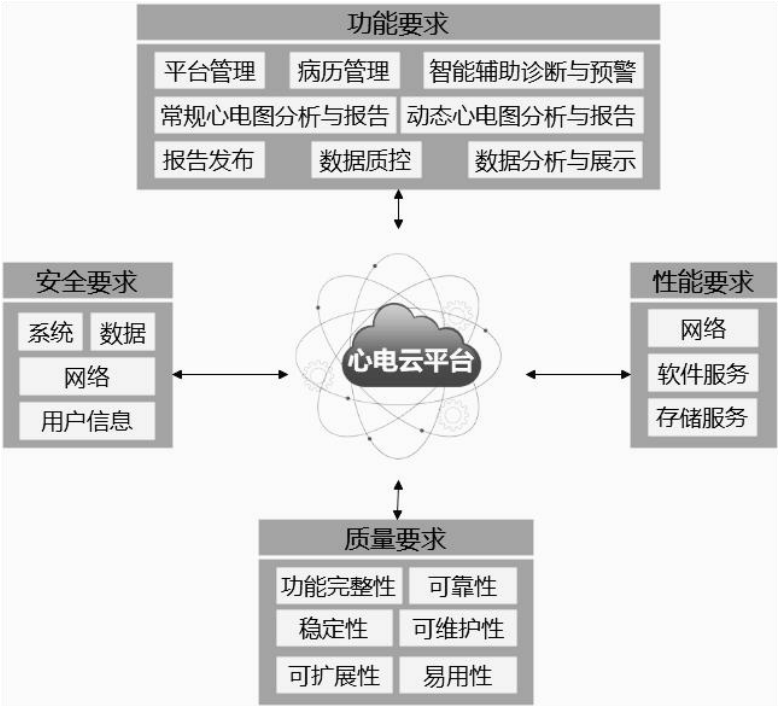 功能要求
平台管理 病历管理 智能辅助诊断与预警
常规心电图分析与报告 动态心电图分析与报告
报告发布 数据质控 数据分析与展示
安全要求
系统 数据
网络
用户信息
心电云平台
性能要求
网络
软件服务
存储服务
质量要求
功能完整性 可靠性
稳定性 可维护性
可扩展性 易用性